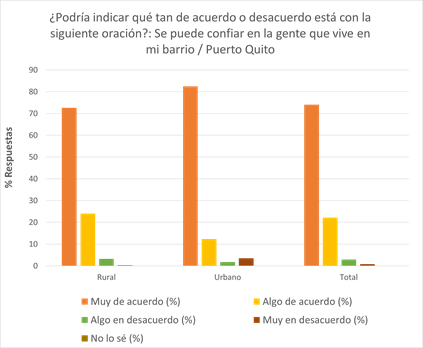 ¿Podría indicar qué tan de acuerdo o desacuerdo está con la
siguiente oración?: Se puede confiar en la gente que vive en
mi barrio / Puerto Quito
% Respuestas
90
80
70
60
50
40
30
20
10
0
Rural Urbano Total
Muy de acuerdo (%) Algo de acuerdo (%)
Algo en desacuerdo (%) Muy en desacuerdo (%)
No lo sé (%)